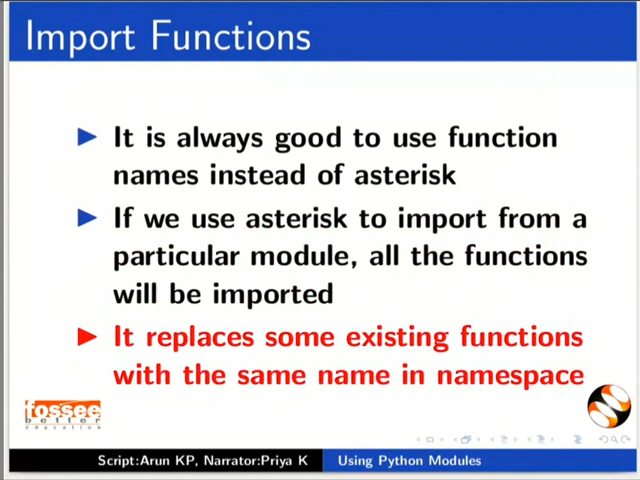 Import Functions
It is always good to use function
names instead of asterisk
If we use asterisk to import from a
particular module, all the functions
will be imported
It replaces some existing functions
with the same name in namespace
fossee
better
education
Script:Arun KP, Narrator:Priya K Using Python Modules